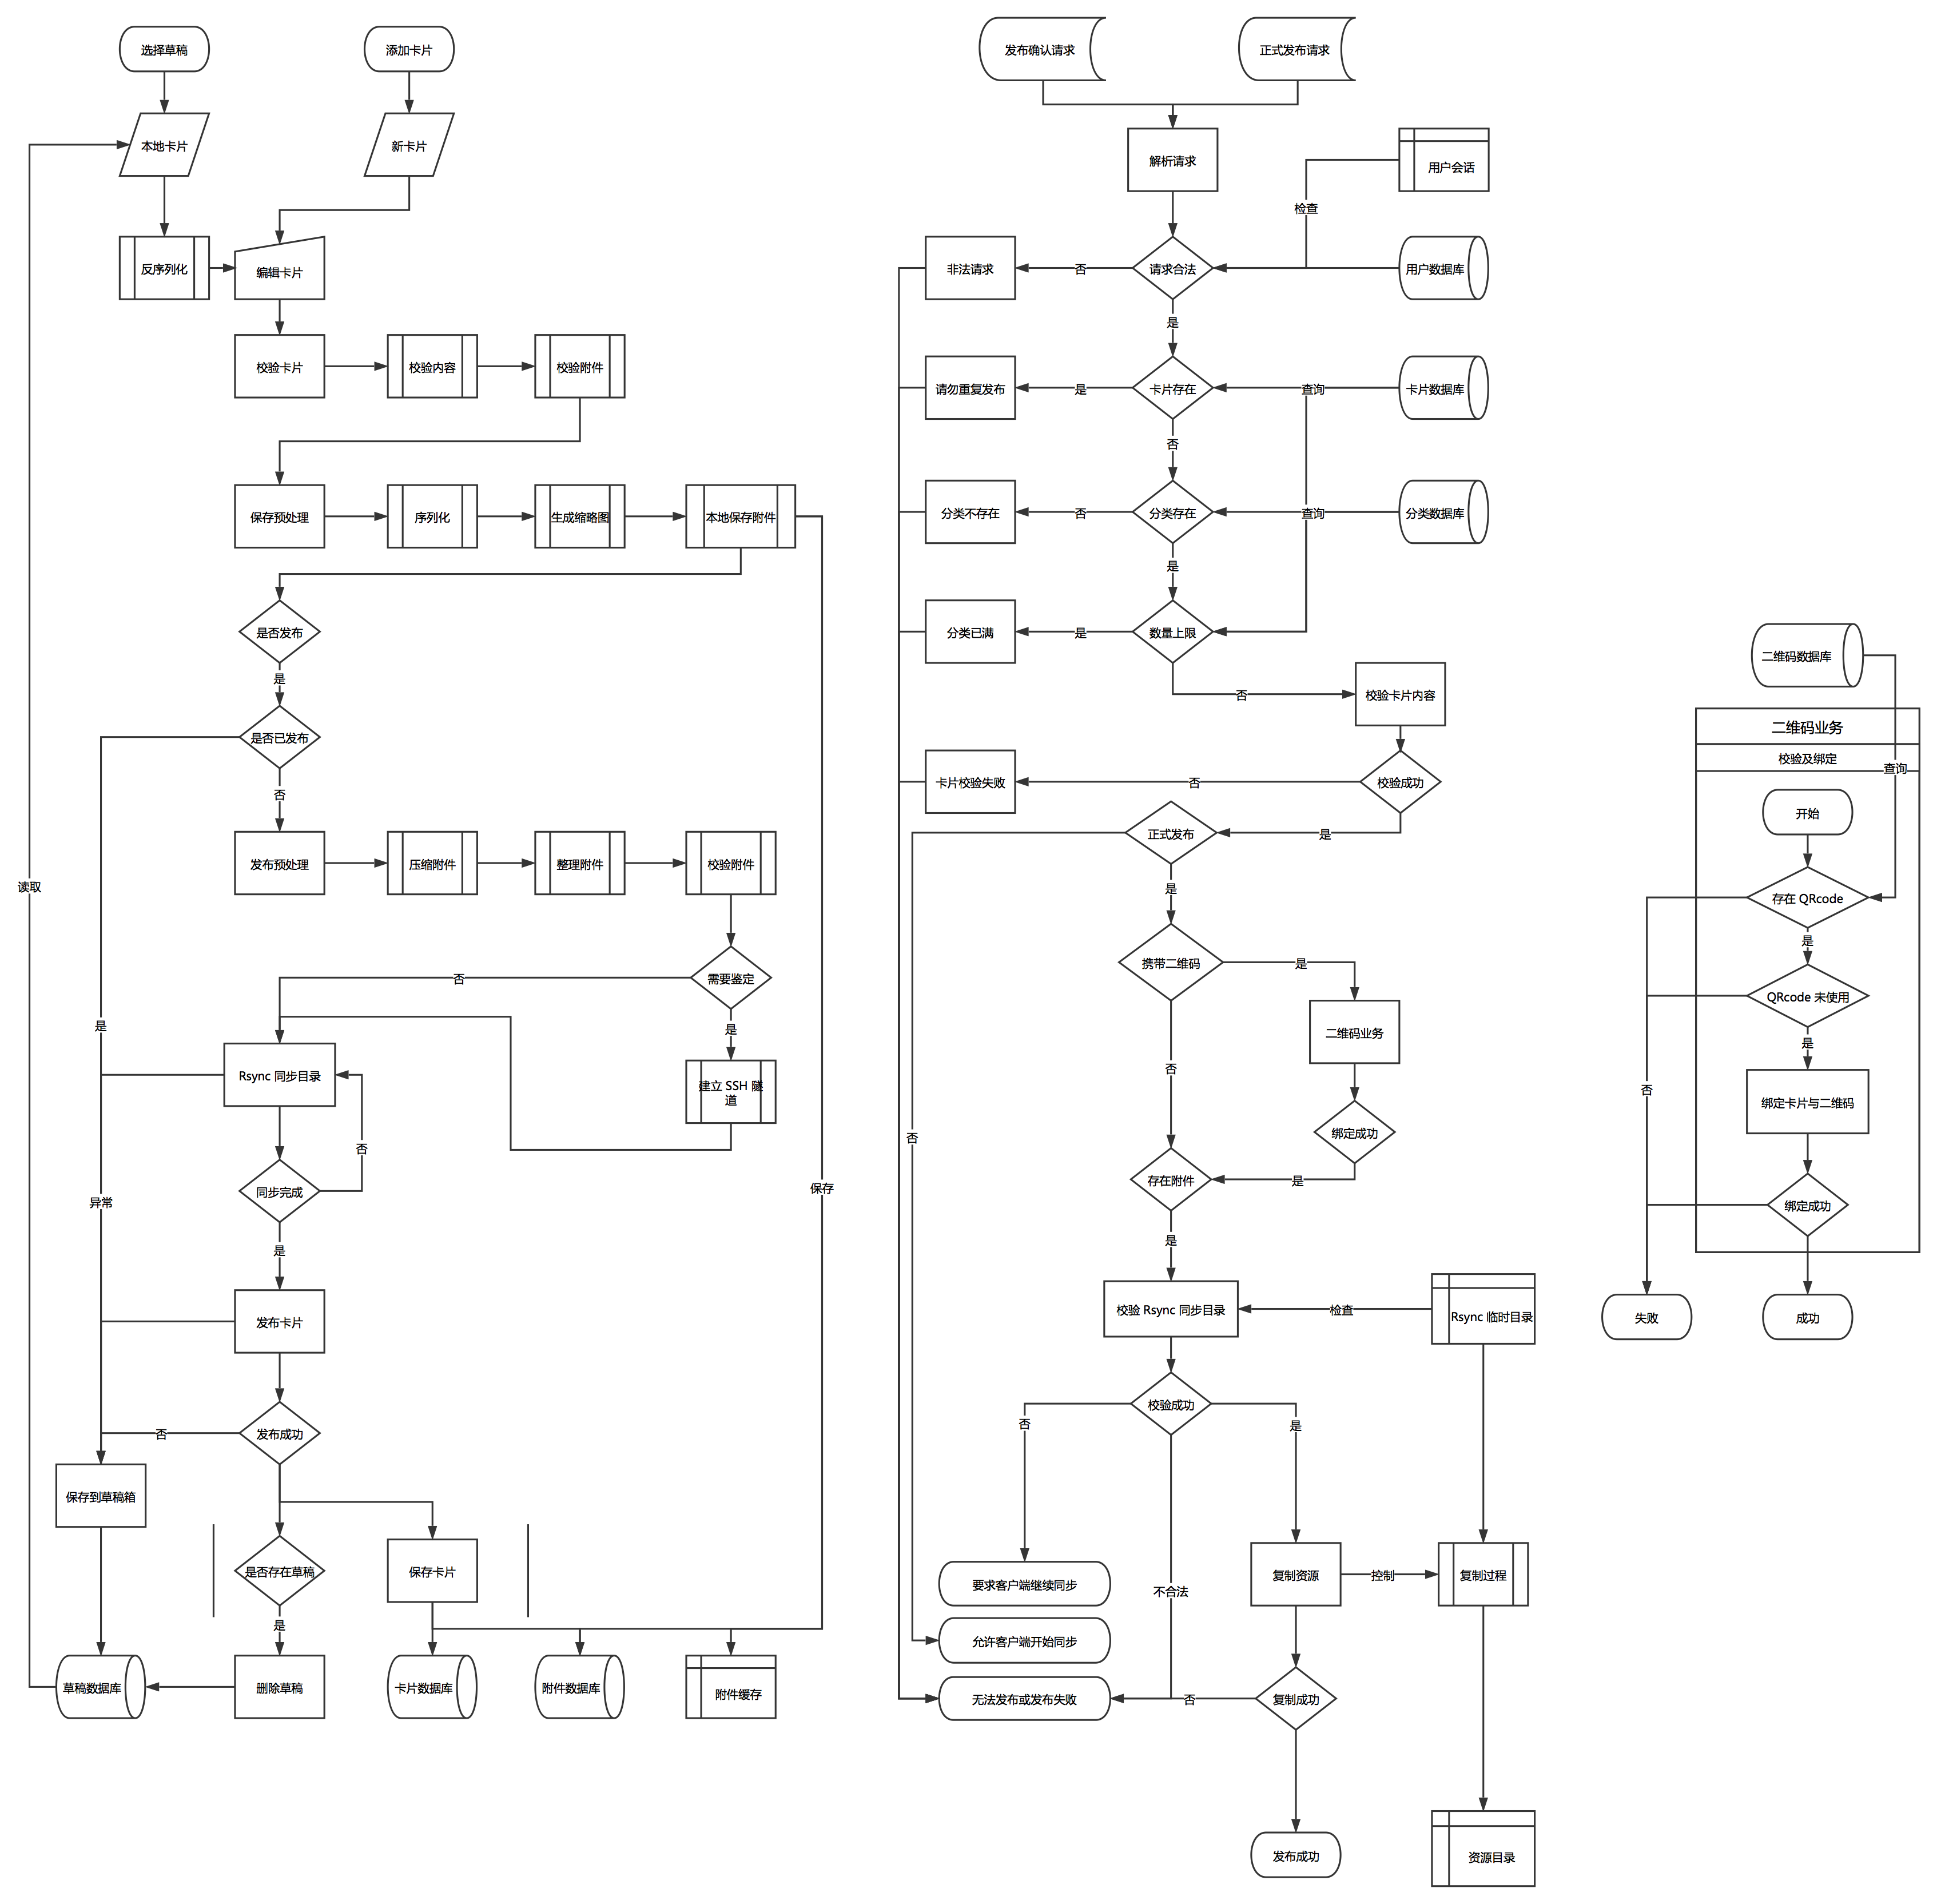 选择草稿
添加卡片
本地卡片
新卡片
反序列化
编辑卡片
校验卡片
校验内容
校验附件
保存预处理
序列化
生成缩略图
本地保存附件
是否发布
是
是否已发布
否
发布预处理
压缩附件
整理附件
校验附件
读取
需要鉴定
否
是
是
Rsync 同步目录
建立 SSH 隧
道
否
同步完成
异常
保存
是
发布卡片
发布成功
否
保存到草稿箱
是否存在草稿
保存卡片
是
草稿数据库
删除草稿
卡片数据库
附件数据库
附件缓存
发布确认请求
正式发布请求
解析请求
用户会话
检查
非法请求
否
请求合法
用户数据库
是
请勿重复发布
是
卡片存在
查询
卡片数据库
否
分类不存在
否
分类存在
查询
分类数据库
是
分类已满
是
数量上限
否
校验卡片内容
卡片校验失败
否
校验成功
正式发布
是
是
携带二维码
是
二维码业务
否
否
绑定成功
存在附件
是
是
校验 Rsync 同步目录
检查
Rsync 临时目录
校验成功
否
是
要求客户端继续同步
不合法
复制资源
控制
复制过程
允许客户端开始同步
无法发布或发布失败
否
复制成功
发布成功
资源目录
二维码数据库
二维码业务
校验及绑定
查询
开始
存在 QRcode
是
QRcode 未使用
是
否
绑定卡片与二维码
绑定成功
失败
成功